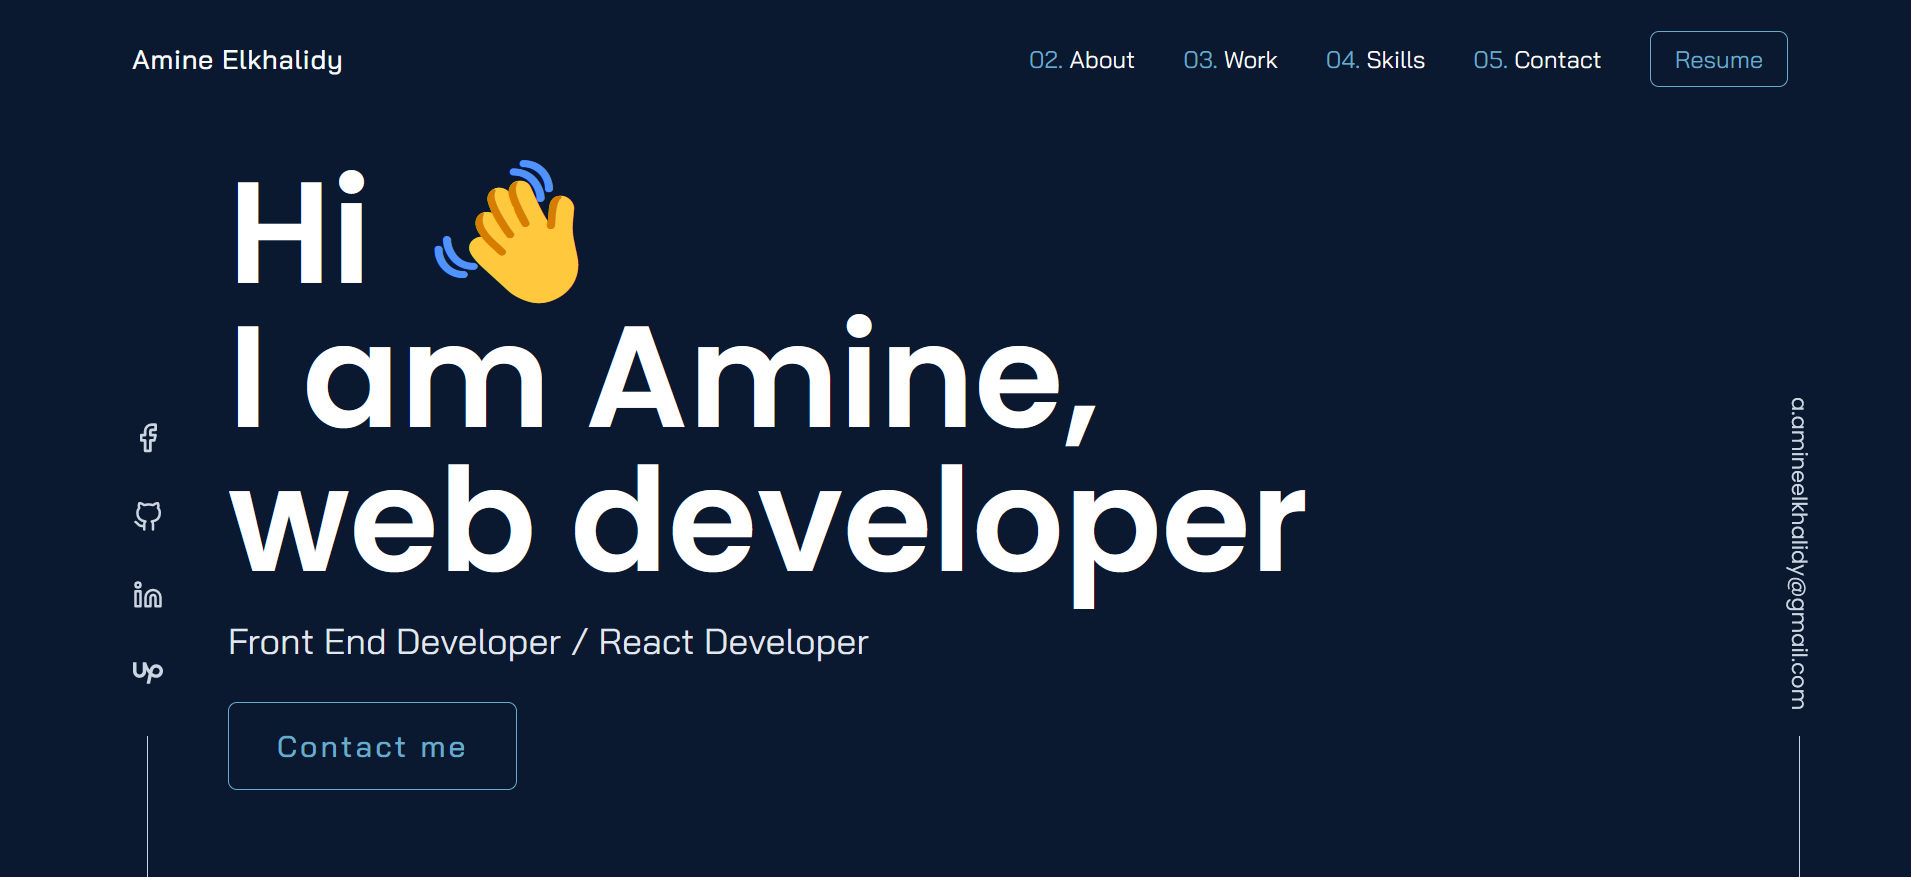 Amine Elkhalidy
02. About
03. Work
04. Skills
05. Contact
Resume
Hi
I am Amine,
web developer
Front End Developer / React Developer
Contact me
a.amineelkhalidy@gmail.com